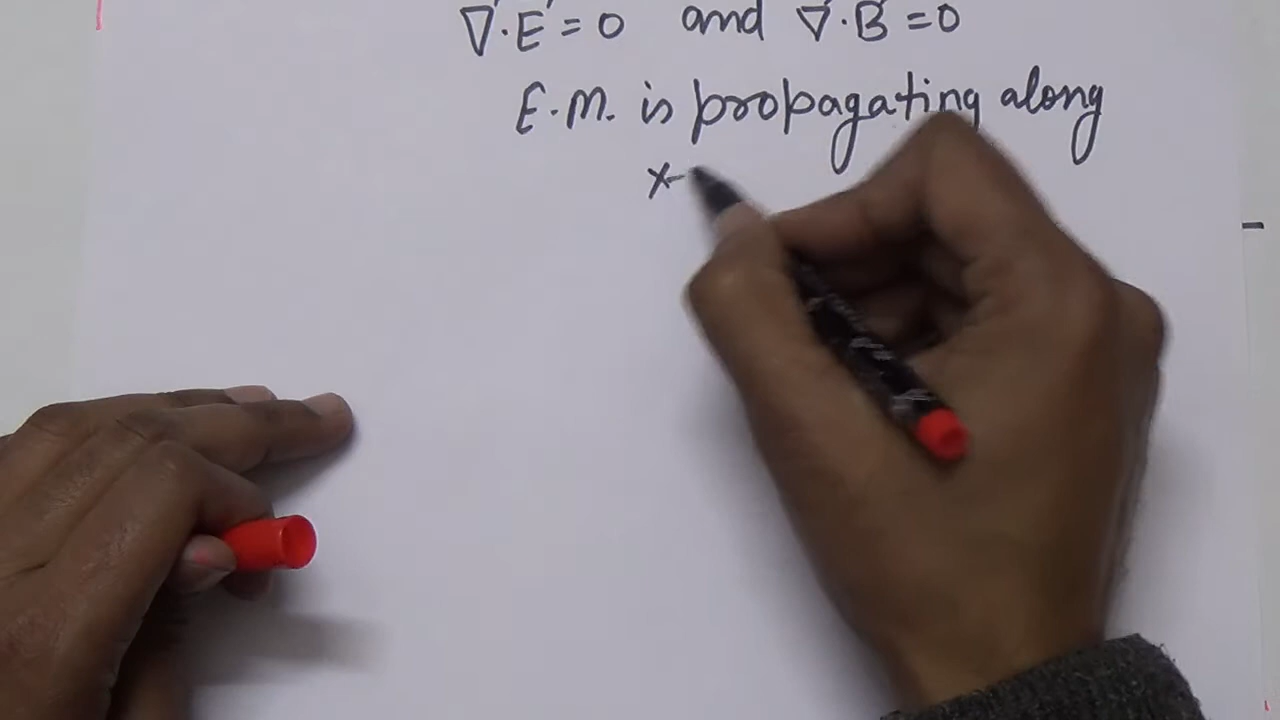 ∇·E = 0 and ∇·B = 0
E.M. is propagating along
x-